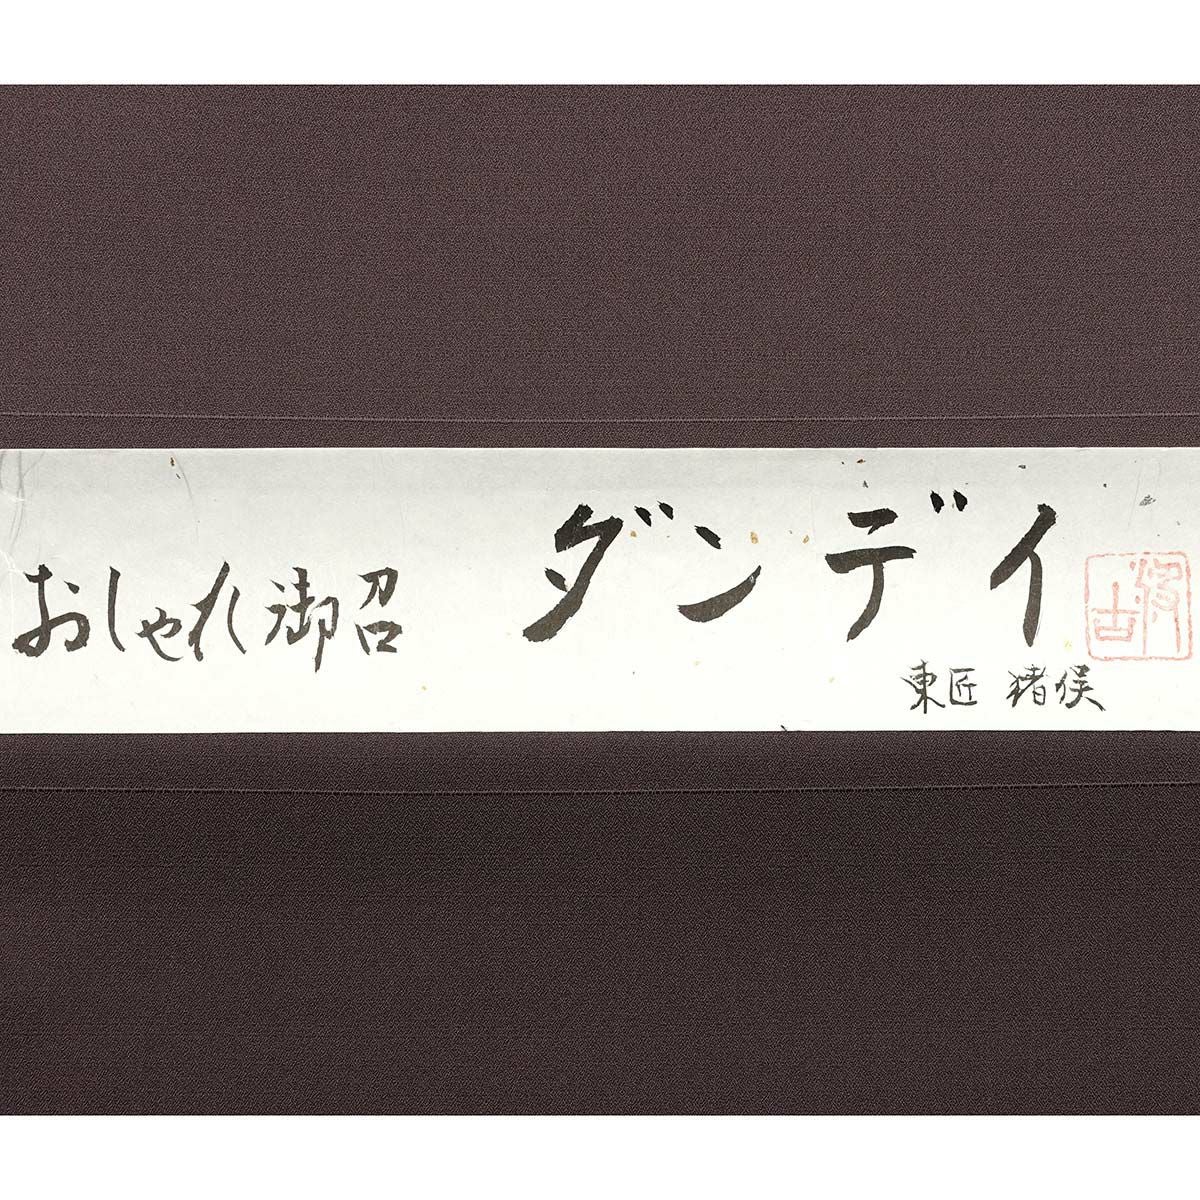 おしゃれ御召 ダンディ
東匠 猪俣